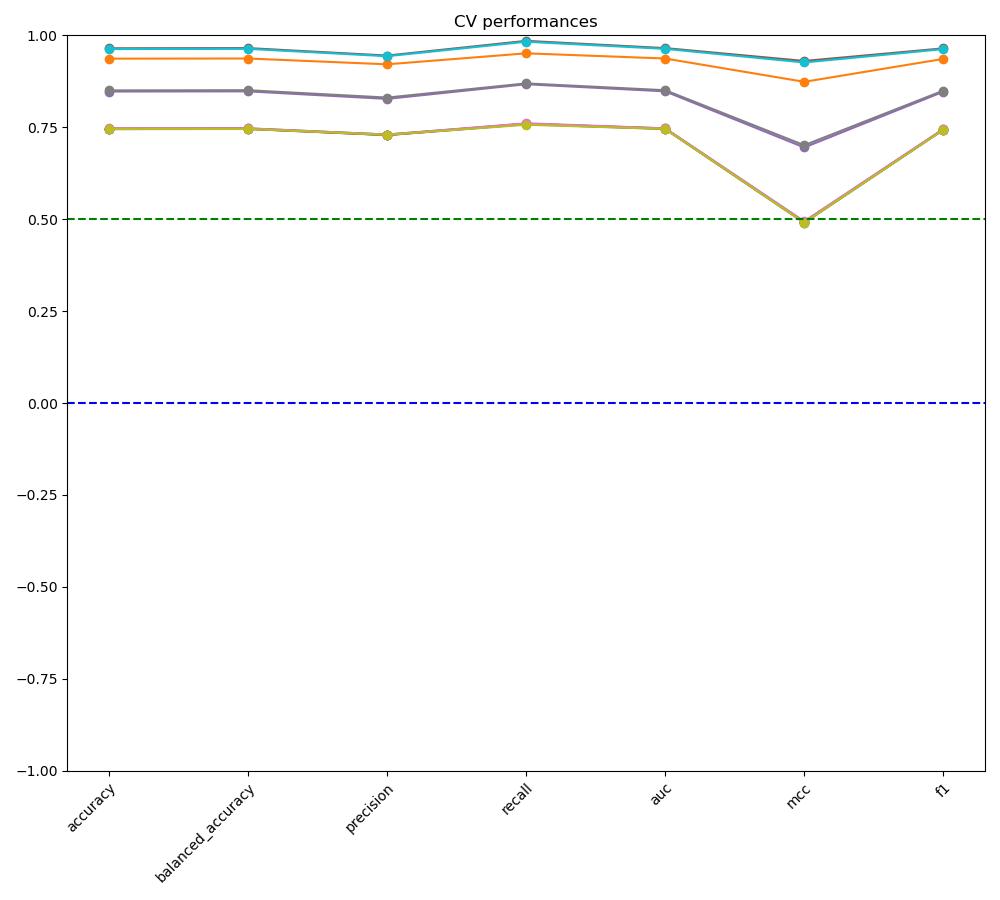 CV performances
1.00
0.75
0.50
0.25
0.00
−0.25
−0.50
−0.75
−1.00
accuracy
balanced_accuracy
precision
recall
auc
mcc
f1